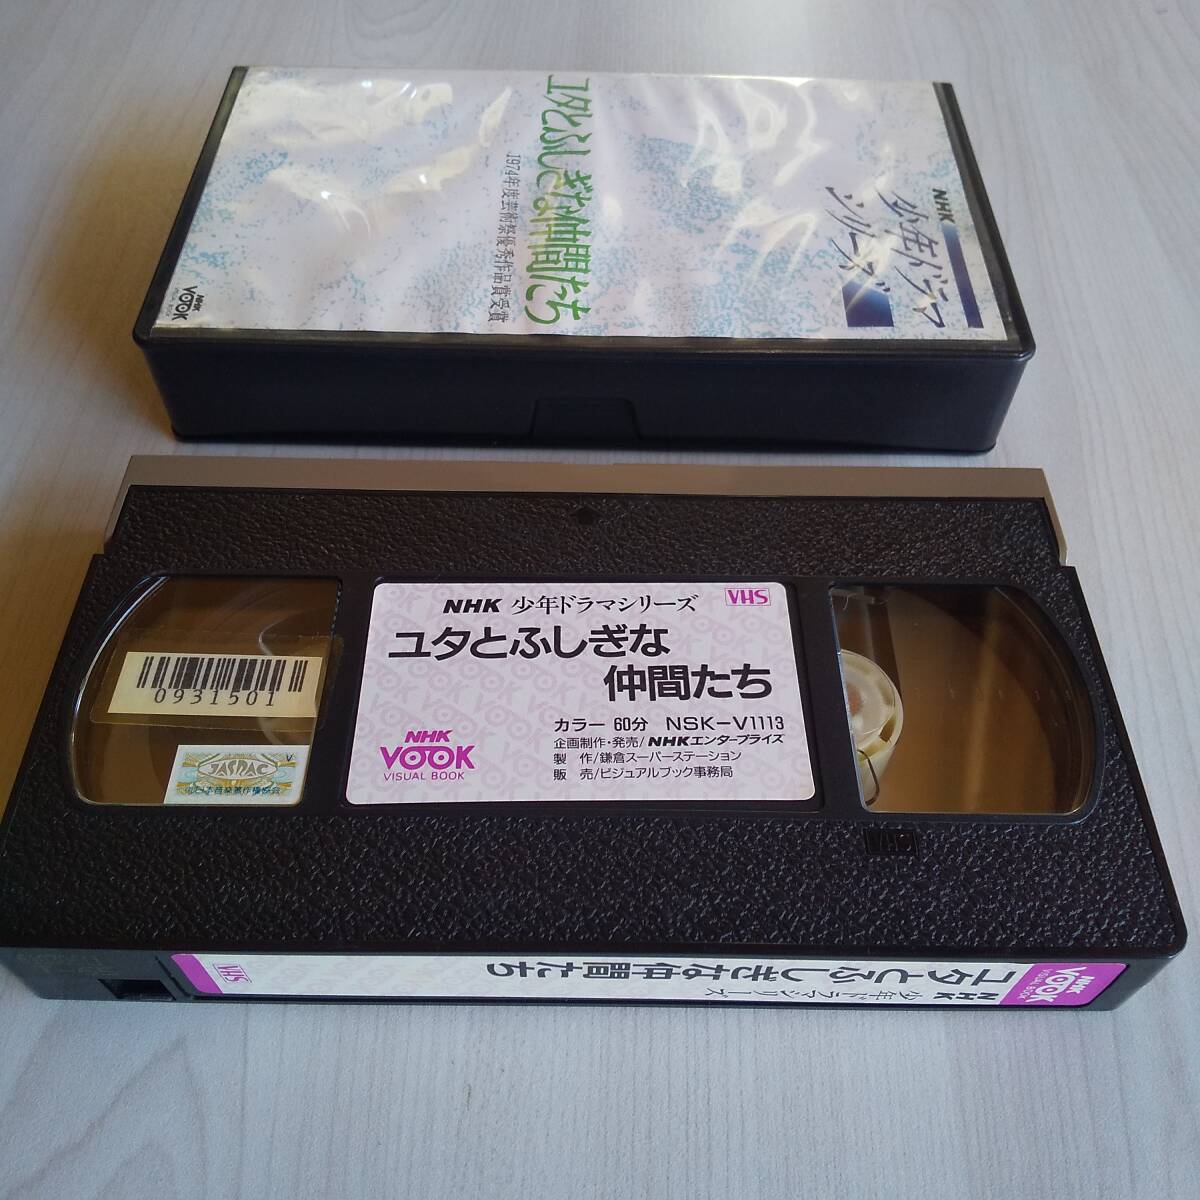 NHK
少年ドラマ
シリーズ
ユタとふしぎな仲間たち
1974年度芸術祭優秀作品賞受賞
NHK
VOOK
NHK 少年ドラマシリーズ
VHS
ユタとふしぎな
仲間たち
カラー 60分 NSK-V1113
企画制作・発売/NHKエンタープライズ
製 作/鎌倉スーパーステーション
販 売/ビジュアルブック事務局
NHK
VOOK
VISUAL BOOK
0931501
JASRAC
V
VHS
NHK
VOOK
VISUAL BOOK
NHK 少年ドラマシリーズ
ユタとふしぎな仲間たち
VHS